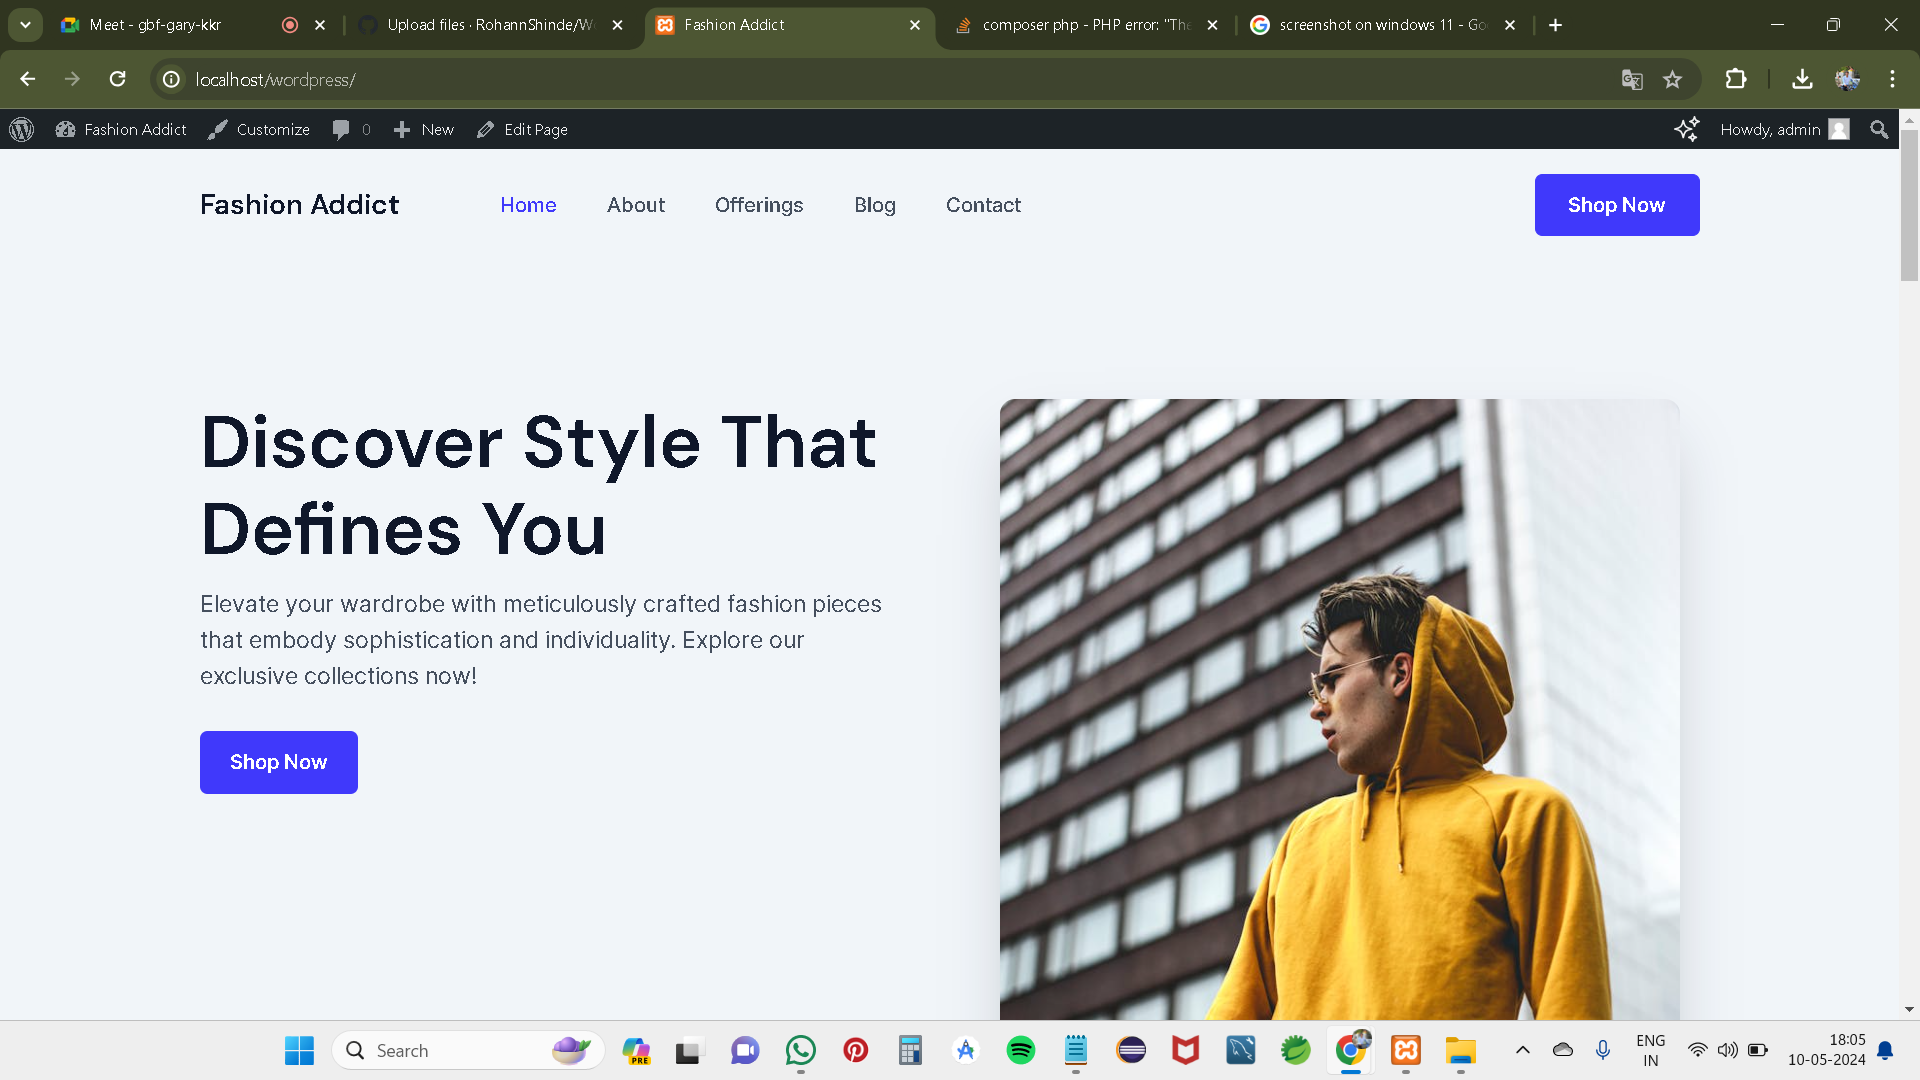 Meet - gbf-gary-kkr
Upload files · RohannShinde/W
Fashion Addict
composer php - PHP error: "The
screenshot on windows 11 - Go
localhost/wordpress/
Fashion Addict
Customize
0
New
Edit Page
Howdy, admin
Fashion Addict
Home
About
Offerings
Blog
Contact
Shop Now
Discover Style That
Defines You
Elevate your wardrobe with meticulously crafted fashion pieces
that embody sophistication and individuality. Explore our
exclusive collections now!
Shop Now
Search
PRE
ENG
IN
18:05
10-05-2024